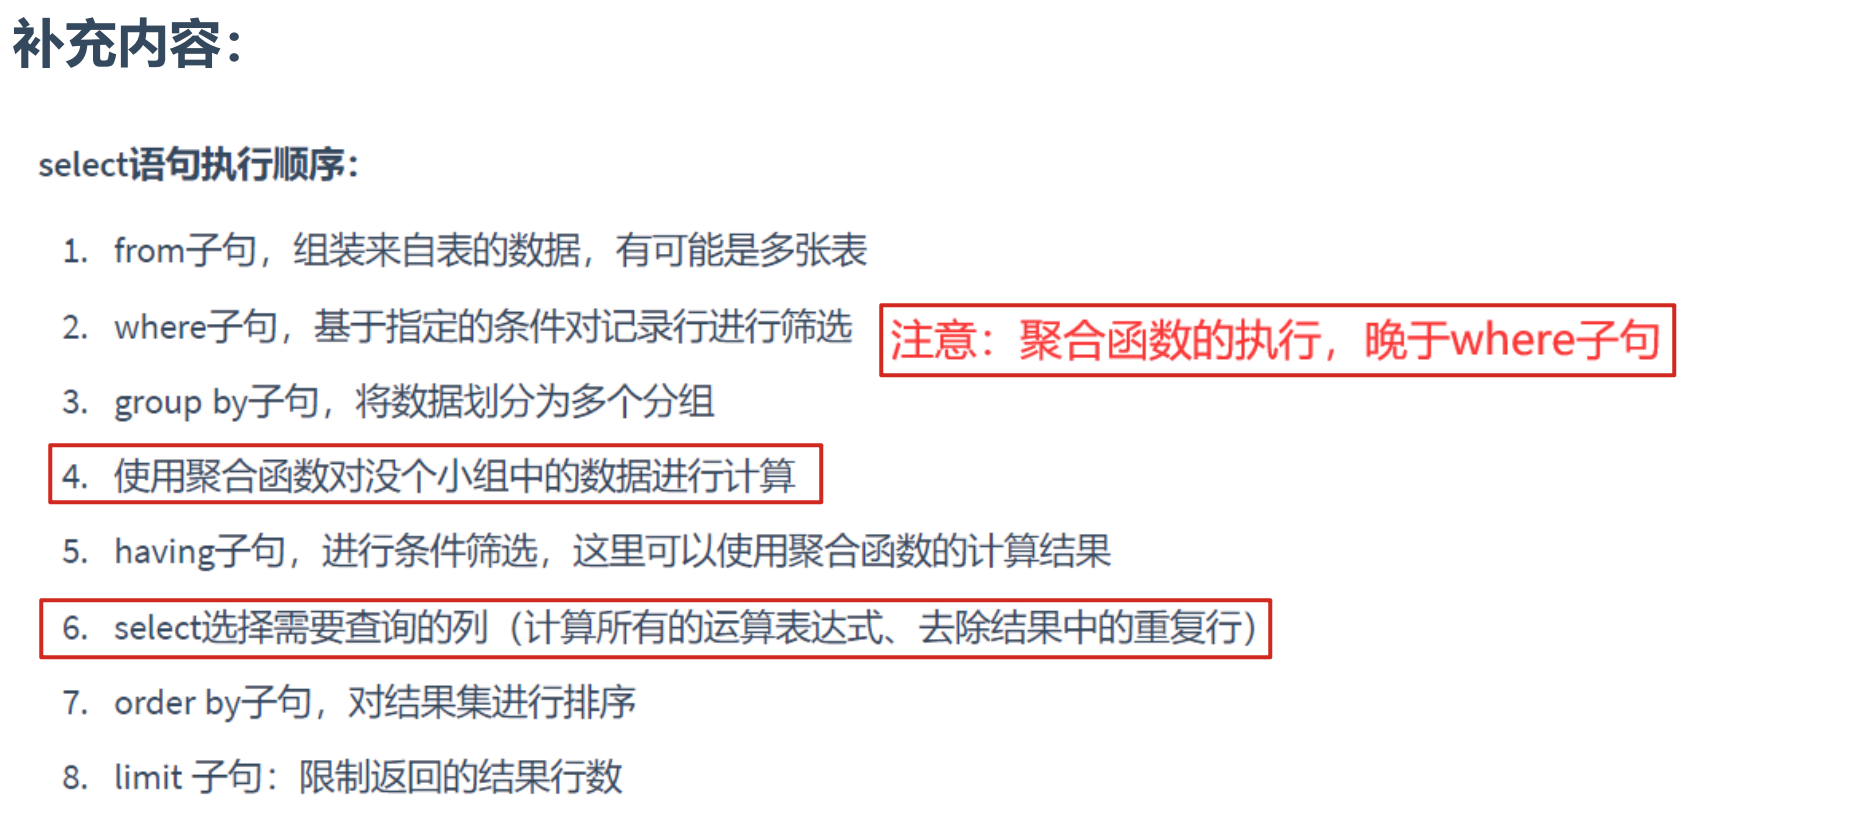 补充内容：
select语句执行顺序：
1. from子句，组装来自表的数据，有可能是多张表
2. where子句，基于指定的条件对记录行进行筛选
注意：聚合函数的执行，晚于where子句
3. group by子句，将数据划分为多个分组
4. 使用聚合函数对没个小组中的数据进行计算
5. having子句，进行条件筛选，这里可以使用聚合函数的计算结果
6. select选择需要查询的列（计算所有的运算表达式、去除结果中的重复行）
7. order by子句，对结果集进行排序
8. limit 子句：限制返回的结果行数